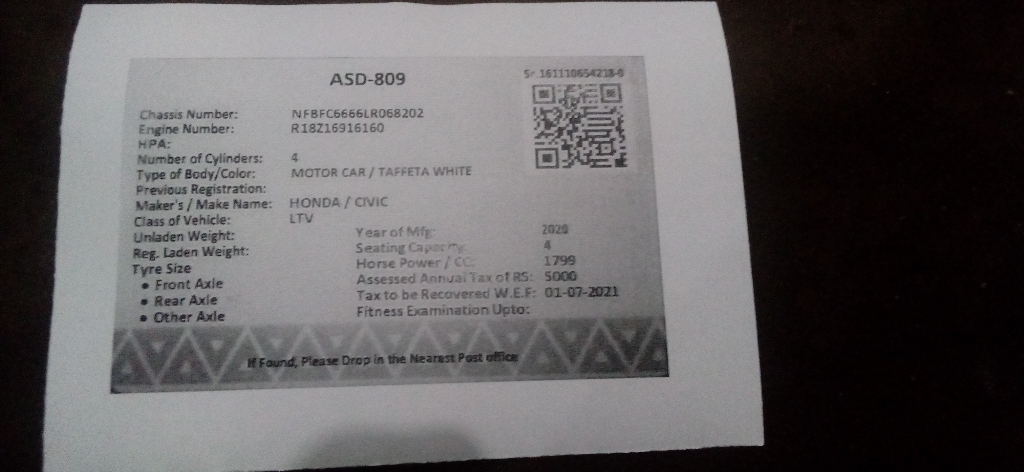 ASD-809
Sr. 161110654218-0
Chassis Number: NFBFC6666LR068202
Engine Number: R18Z16916160
HPA:
Number of Cylinders: 4
Type of Body/Color: MOTOR CAR / TAFFETA WHITE
Previous Registration:
Maker's / Make Name: HONDA / CIVIC
Class of Vehicle: LTV
Unladen Weight:
Reg. Laden Weight:
Tyre Size
• Front Axle
• Rear Axle
• Other Axle
Year of Mfg: 2020
Seating Capacity: 4
Horse Power / CC: 1799
Assessed Annual Tax of RS: 5000
Tax to be Recovered W.E.F: 01-07-2021
Fitness Examination Upto:
If Found, Please Drop in the Nearest Post office